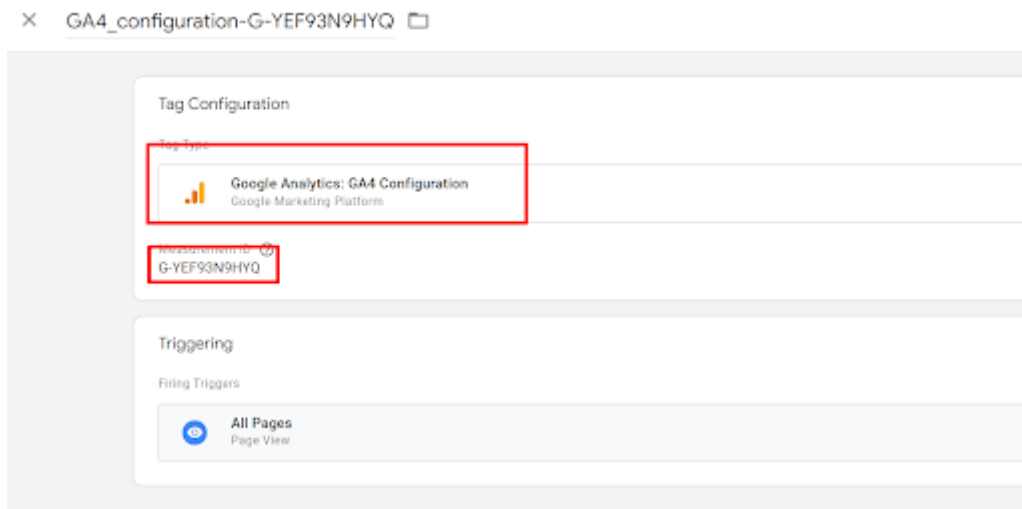 GA4_configuration-G-YEF93N9HYQ
Tag Configuration
Tag Type
Google Analytics: GA4 Configuration
Google Marketing Platform
Measurement ID
G-YEF93N9HYQ
Triggering
Firing Triggers
All Pages
Page View